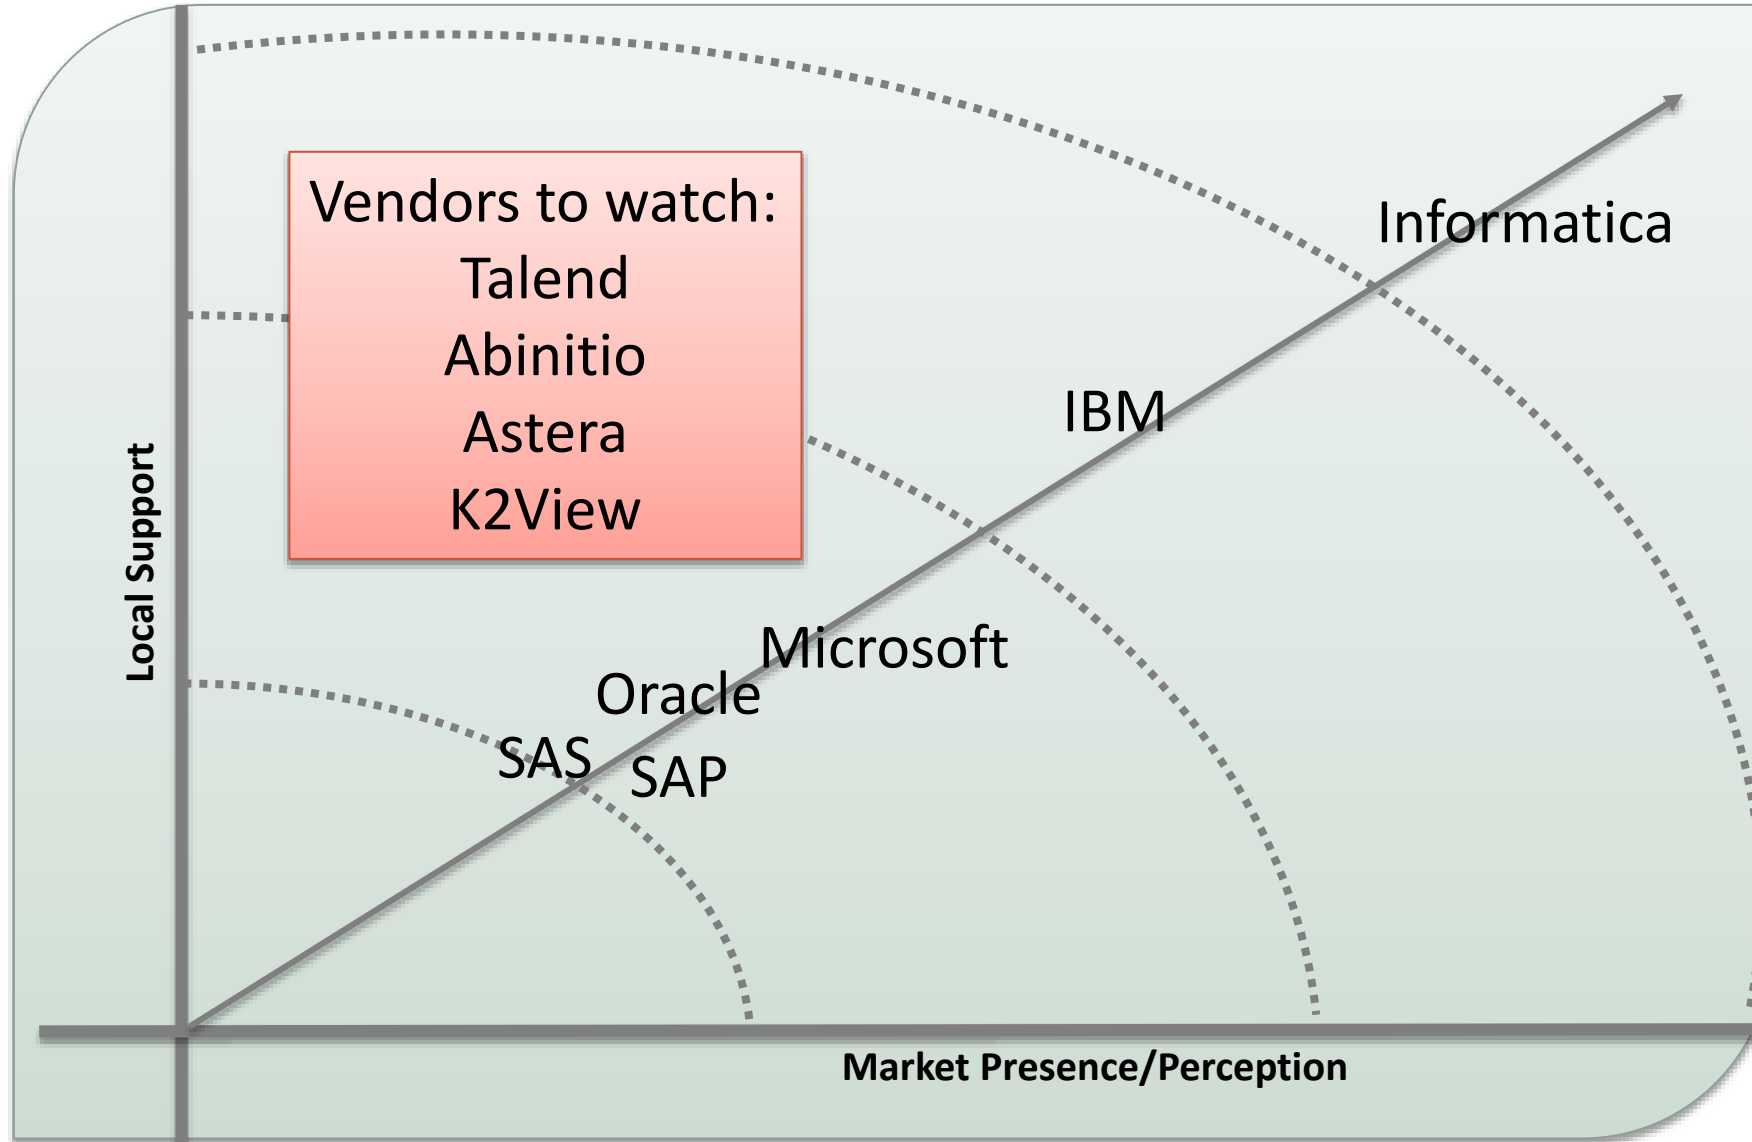 Vendors to watch:
Talend
Abinitio
Astera
K2View
Informatica
IBM
Microsoft
Oracle
SAS
SAP
Local Support
Market Presence/Perception